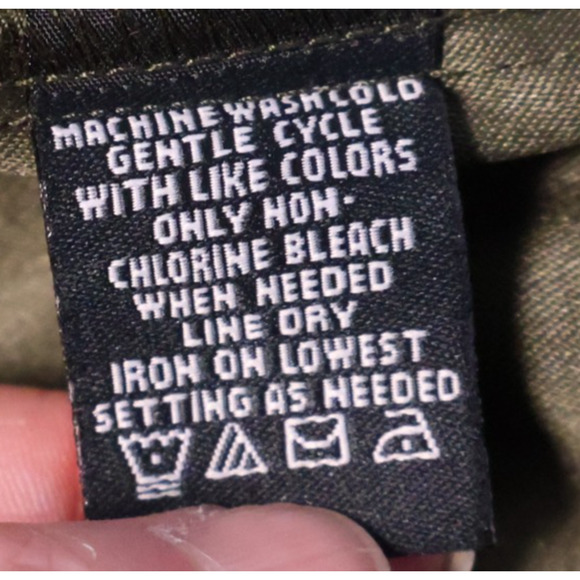 MACHINE WASH COLD
GENTLE CYCLE
WITH LIKE COLORS
ONLY NON-
CHLORINE BLEACH
WHEN NEEDED
LINE DRY
IRON ON LOWEST
SETTING AS NEEDED